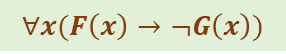 ∀x(F(x) → ¬G(x))